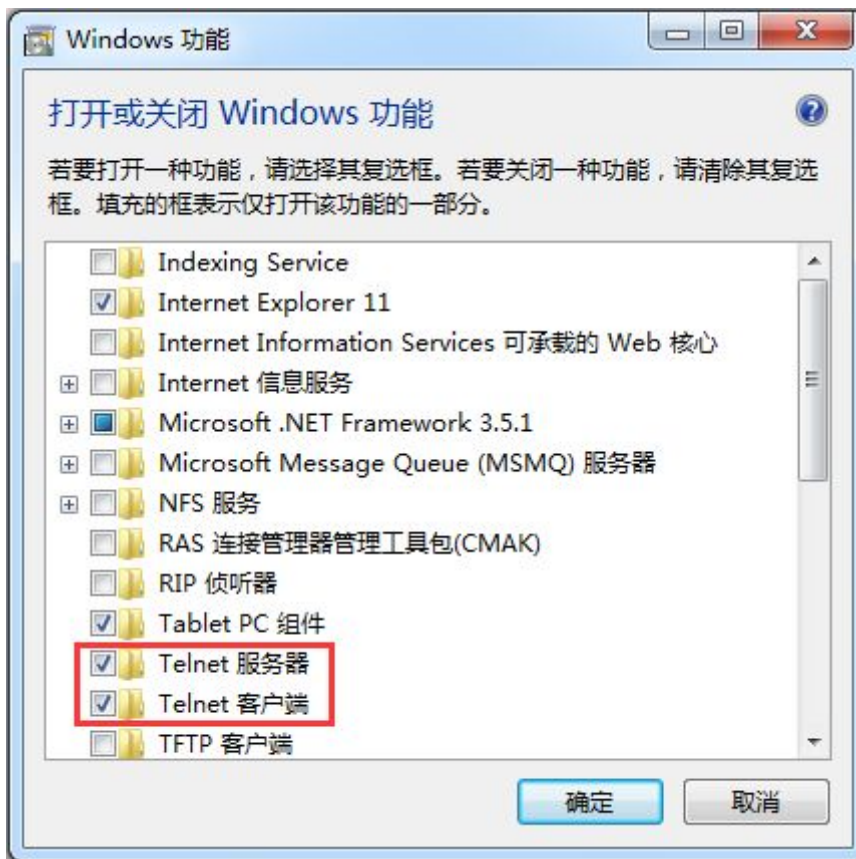 Windows 功能
打开或关闭 Windows 功能
若要打开一种功能，请选择其复选框。若要关闭一种功能，请清除其复选
框。填充的框表示仅打开该功能的一部分。
Indexing Service
Internet Explorer 11
Internet Information Services 可承载的 Web 核心
Internet 信息服务
Microsoft .NET Framework 3.5.1
Microsoft Message Queue (MSMQ) 服务器
NFS 服务
RAS 连接管理器管理工具包(CMAK)
RIP 侦听器
Tablet PC 组件
Telnet 服务器
Telnet 客户端
TFTP 客户端
确定 取消